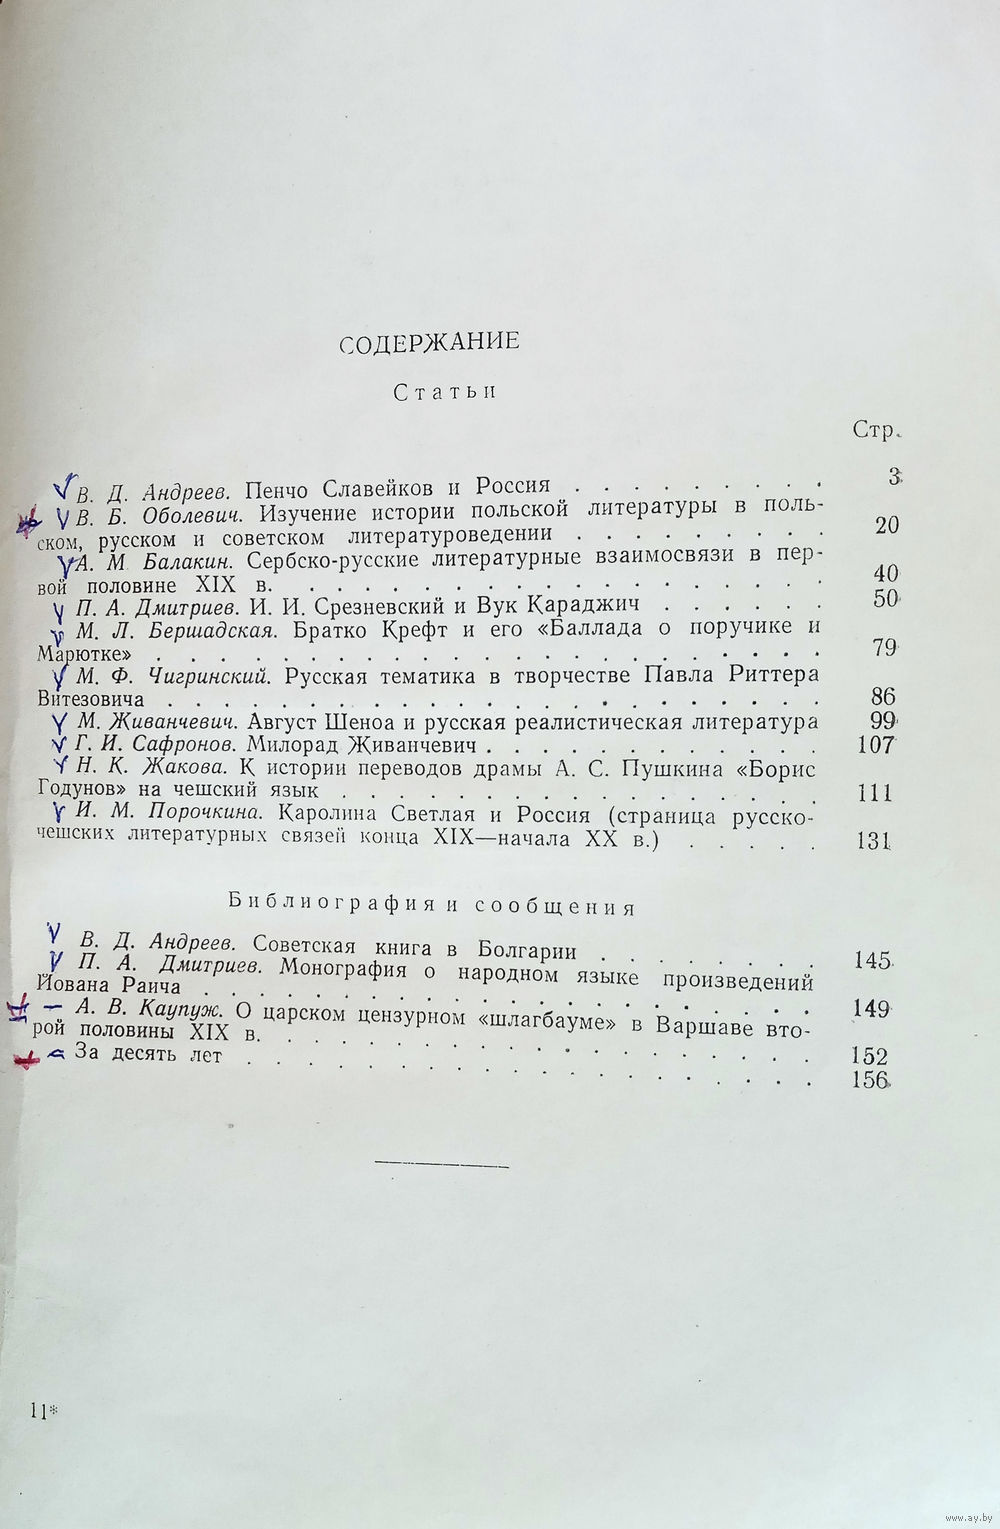 СОДЕРЖАНИЕ
Статьи
Стр.
В. Д. Андреев. Пенчо Славейков и Россия . . . . . . . . . 3
В. Б. Оболевич. Изучение истории польской литературы в поль-
ском, русском и советском литературоведении . . . . . . . . . 20
А. М. Балакин. Сербско-русские литературные взаимосвязи в пер-
вой половине XIX в. . . . . . . . . . . . . . . . . . . 40
П. А. Дмитриев. И. И. Срезневский и Вук Караджич . . . . . . 50
М. Л. Бершадская. Братко Крефт и его «Баллада о поручике и
Марютке» . . . . . . . . . . . . . . . . . . . . . . 79
М. Ф. Чигринский. Русская тематика в творчестве Павла Риттера
Витезовича . . . . . . . . . . . . . . . . . . . . . . 86
М. Живанчевич. Август Шеноа и русская реалистическая литература 99
Г. И. Сафронов. Милорад Живанчевич . . . . . . . . . . . . 107
Н. К. Жакова. К истории переводов драмы А. С. Пушкина «Борис
Годунов» на чешский язык . . . . . . . . . . . . . . . . 111
И. М. Порочкина. Каролина Светлая и Россия (страница русско-
чешских литературных связей конца XIX—начала XX в.) . . . . . 131
Библиография и сообщения
В. Д. Андреев. Советская книга в Болгарии . . . . . . . . 145
П. А. Дмитриев. Монография о народном языке произведений
Йована Раича . . . . . . . . . . . . . . . . . . . . . 149
А. В. Каупуж. О царском цензурном «шлагбауме» в Варшаве вто-
рой половины XIX в. . . . . . . . . . . . . . . . . . . 152
За десять лет . . . . . . . . . . . . . . . . . . . . 156
11*
www.ay.by